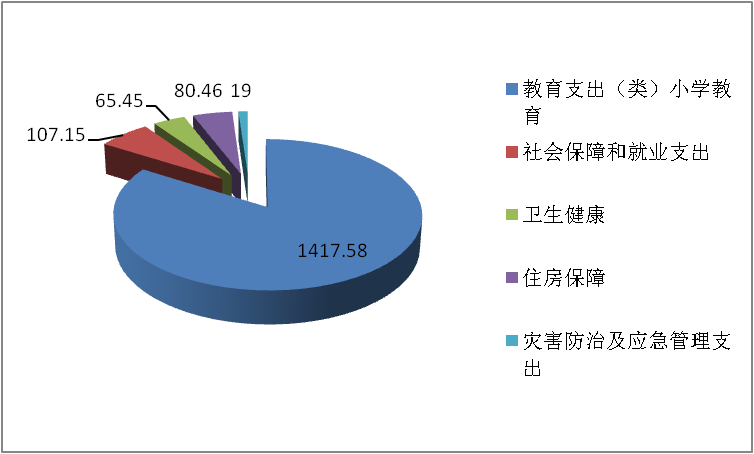 65.45
80.46
19
107.15
1417.58
教育支出（类）小学教
育
社会保障和就业支出
卫生健康
住房保障
灾害防治及应急管理支
出